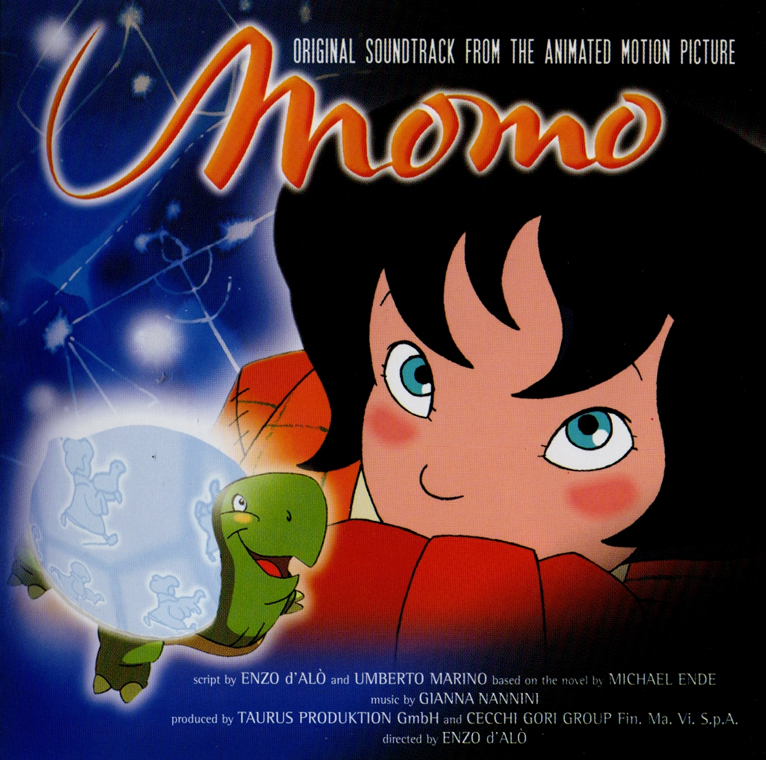 ORIGINAL SOUNDTRACK FROM THE ANIMATED MOTION PICTURE
Momo
script by ENZO d'ALÒ and UMBERTO MARINO based on the novel by MICHAEL ENDE
music by GIANNA NANNINI
produced by TAURUS PRODUKTION GmbH and CECCHI GORI GROUP Fin. Ma. Vi. S.p.A.
directed by ENZO d'ALÒ